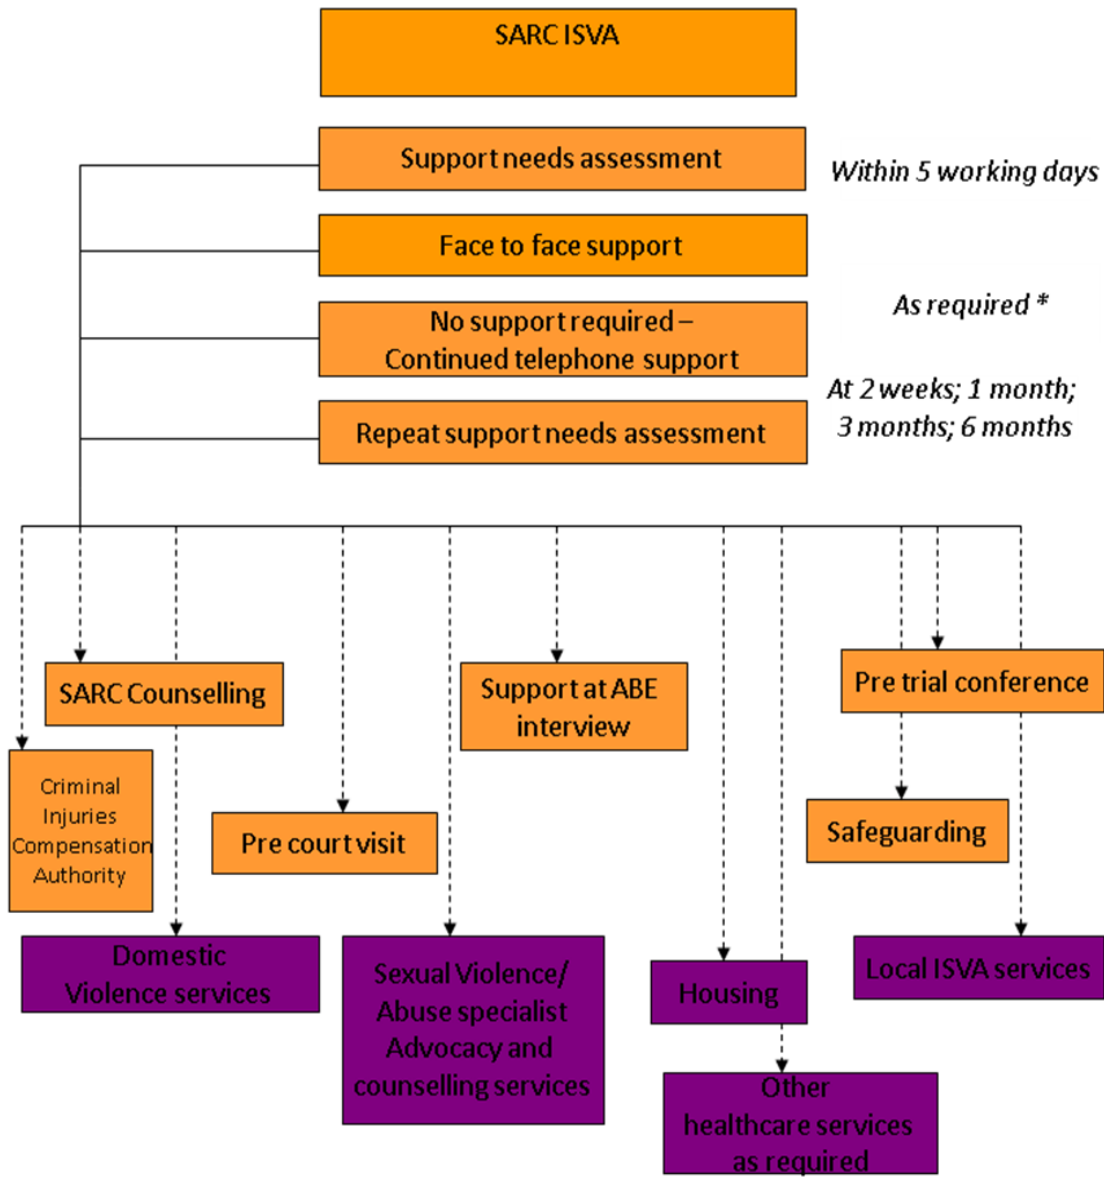 SARC ISVA
Support needs assessment
Within 5 working days
Face to face support
As required *
No support required –
Continued telephone support
At 2 weeks; 1 month;
3 months; 6 months
Repeat support needs assessment
SARC Counselling
Support at ABE
interview
Pre trial conference
Criminal
Injuries
Compensation
Authority
Pre court visit
Safeguarding
Domestic
Violence services
Sexual Violence/
Abuse specialist
Advocacy and
counselling services
Housing
Local ISVA services
Other
healthcare services
as required